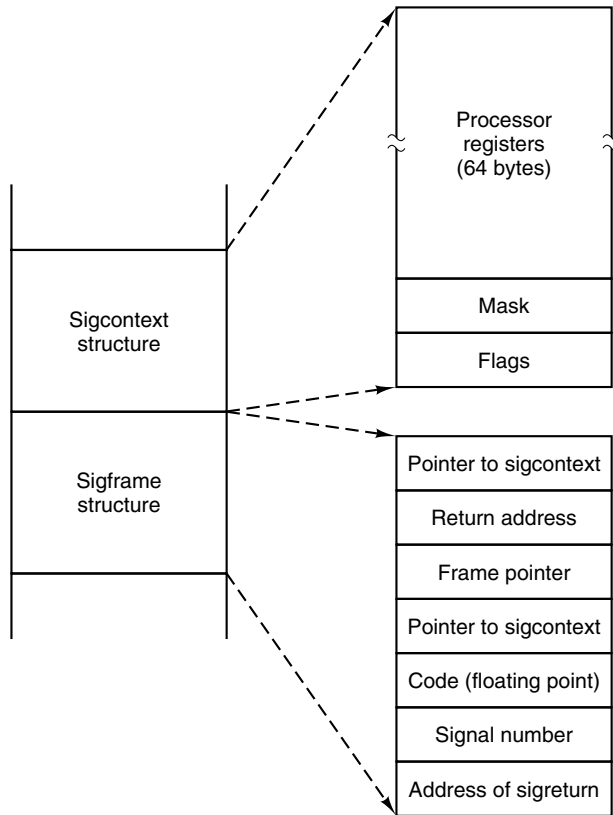 Sigcontext
structure
Sigframe
structure
Processor
registers
(64 bytes)
Mask
Flags
Pointer to sigcontext
Return address
Frame pointer
Pointer to sigcontext
Code (floating point)
Signal number
Address of sigreturn